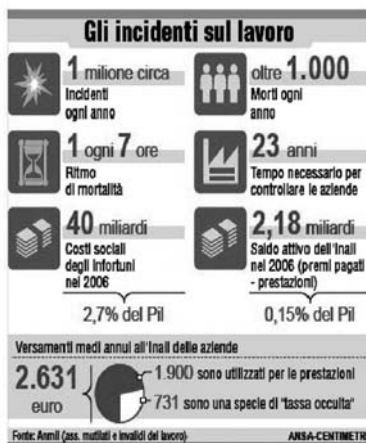 Gli incidenti sul lavoro
1 milione circa
Incidenti
ogni anno
oltre 1.000
Morti ogni
anno
1 ogni 7 ore
Ritmo
di mortalità
23 anni
Tempo necessario per
controllare le aziende
40 miliardi
Costi sociali
degli infortuni
nel 2006
2,7% del Pil
2,18 miliardi
Saldo attivo dell'Inail
nel 2006 (premi pagati
- prestazioni)
0,15% del Pil
Versamenti medi annui all'Inail delle aziende
2.631
euro
1.900 sono utilizzati per le prestazioni
731 sono una specie di "tassa occulta"
Fonte: Anmil (ass. mutilati e invalidi del lavoro)
ANSA-CENTIMETRI